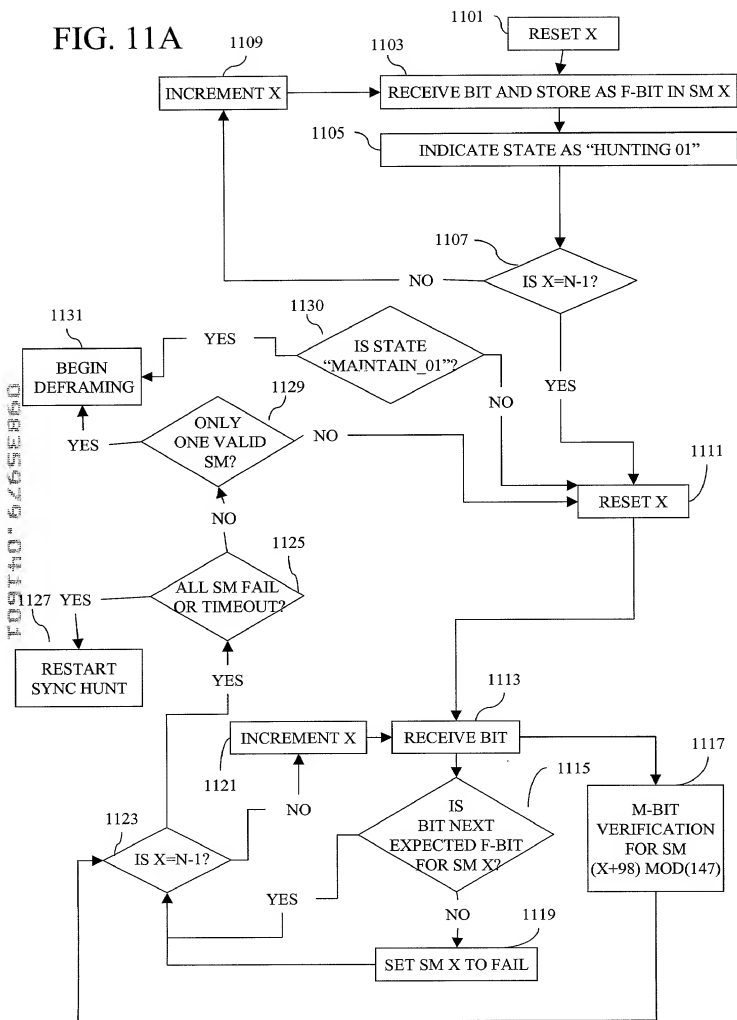 FIG. 11A
1101
RESET X
1109
INCREMENT X
1103
RECEIVE BIT AND STORE AS F-BIT IN SM X
1105
INDICATE STATE AS “HUNTING 01”
1107
IS X=N-1?
NO
YES
1130
IS STATE
“MAINTAIN_01”?
YES
NO
1131
BEGIN
DEFRAMING
1129
ONLY
ONE VALID
SM?
YES
NO
1111
RESET X
NO
1125
ALL SM FAIL
OR TIMEOUT?
YES
1127
RESTART
SYNC HUNT
YES
1113
RECEIVE BIT
INCREMENT X
1121
NO
1123
IS X=N-1?
1115
IS
BIT NEXT
EXPECTED F-BIT
FOR SM X?
YES
NO
1117
M-BIT
VERIFICATION
FOR SM
(X+98) MOD(147)
1119
SET SM X TO FAIL
09835979.041601